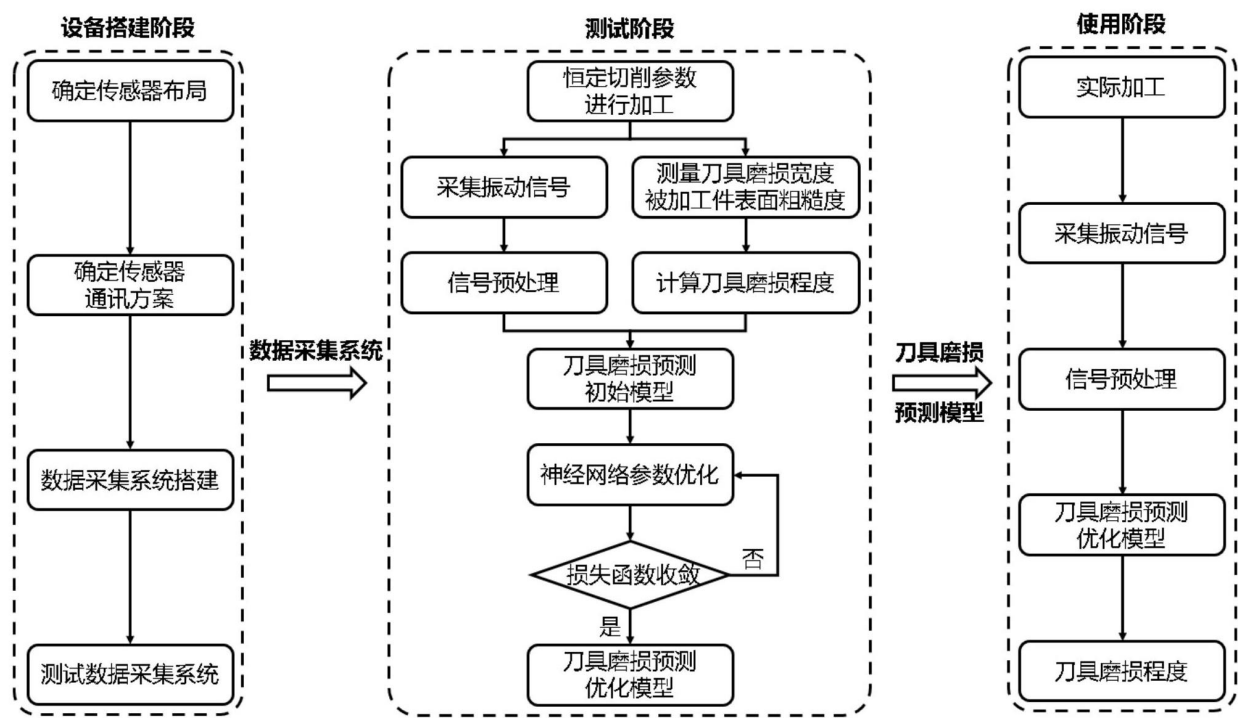 设备搭建阶段
确定传感器布局
确定传感器
通讯方案
数据采集系统搭建
测试数据采集系统
数据采集系统
测试阶段
恒定切削参数
进行加工
采集振动信号
测量刀具磨损宽度
被加工件表面粗糙度
信号预处理
计算刀具磨损程度
刀具磨损预测
初始模型
神经网络参数优化
损失函数收敛
否
是
刀具磨损预测
优化模型
刀具磨损
预测模型
使用阶段
实际加工
采集振动信号
信号预处理
刀具磨损预测
优化模型
刀具磨损程度